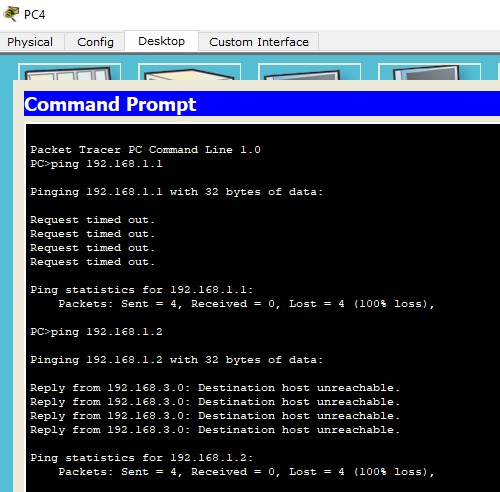 PC4
Physical Config Desktop Custom Interface
Command Prompt
Packet Tracer PC Command Line 1.0
PC>ping 192.168.1.1
Pinging 192.168.1.1 with 32 bytes of data:
Request timed out.
Request timed out.
Request timed out.
Request timed out.
Ping statistics for 192.168.1.1:
Packets: Sent = 4, Received = 0, Lost = 4 (100% loss),
PC>ping 192.168.1.2
Pinging 192.168.1.2 with 32 bytes of data:
Reply from 192.168.3.0: Destination host unreachable.
Reply from 192.168.3.0: Destination host unreachable.
Reply from 192.168.3.0: Destination host unreachable.
Reply from 192.168.3.0: Destination host unreachable.
Ping statistics for 192.168.1.2:
Packets: Sent = 4, Received = 0, Lost = 4 (100% loss),